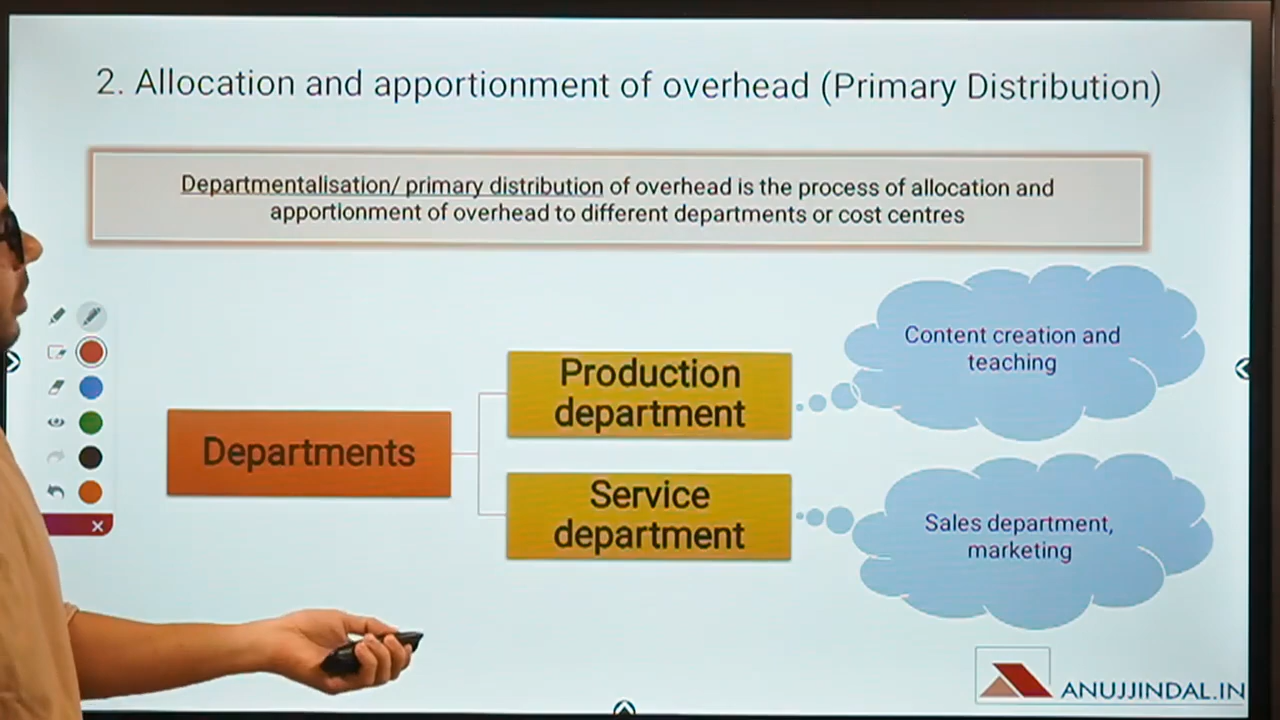 2. Allocation and apportionment of overhead (Primary Distribution)
Departmentalisation/ primary distribution of overhead is the process of allocation and
apportionment of overhead to different departments or cost centres
Content creation and
teaching
Production
department
Departments
Service
department
Sales department,
marketing
ANUJJINDAL.IN